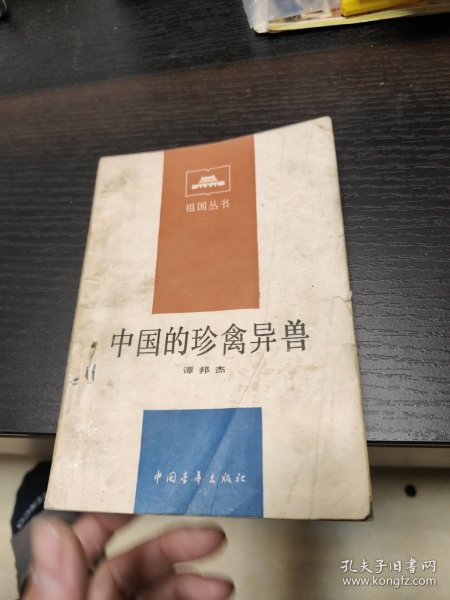 祖国丛书
中国的珍禽异兽
谭邦杰
中国青年出版社
孔夫子旧书网
www.kongfz.com